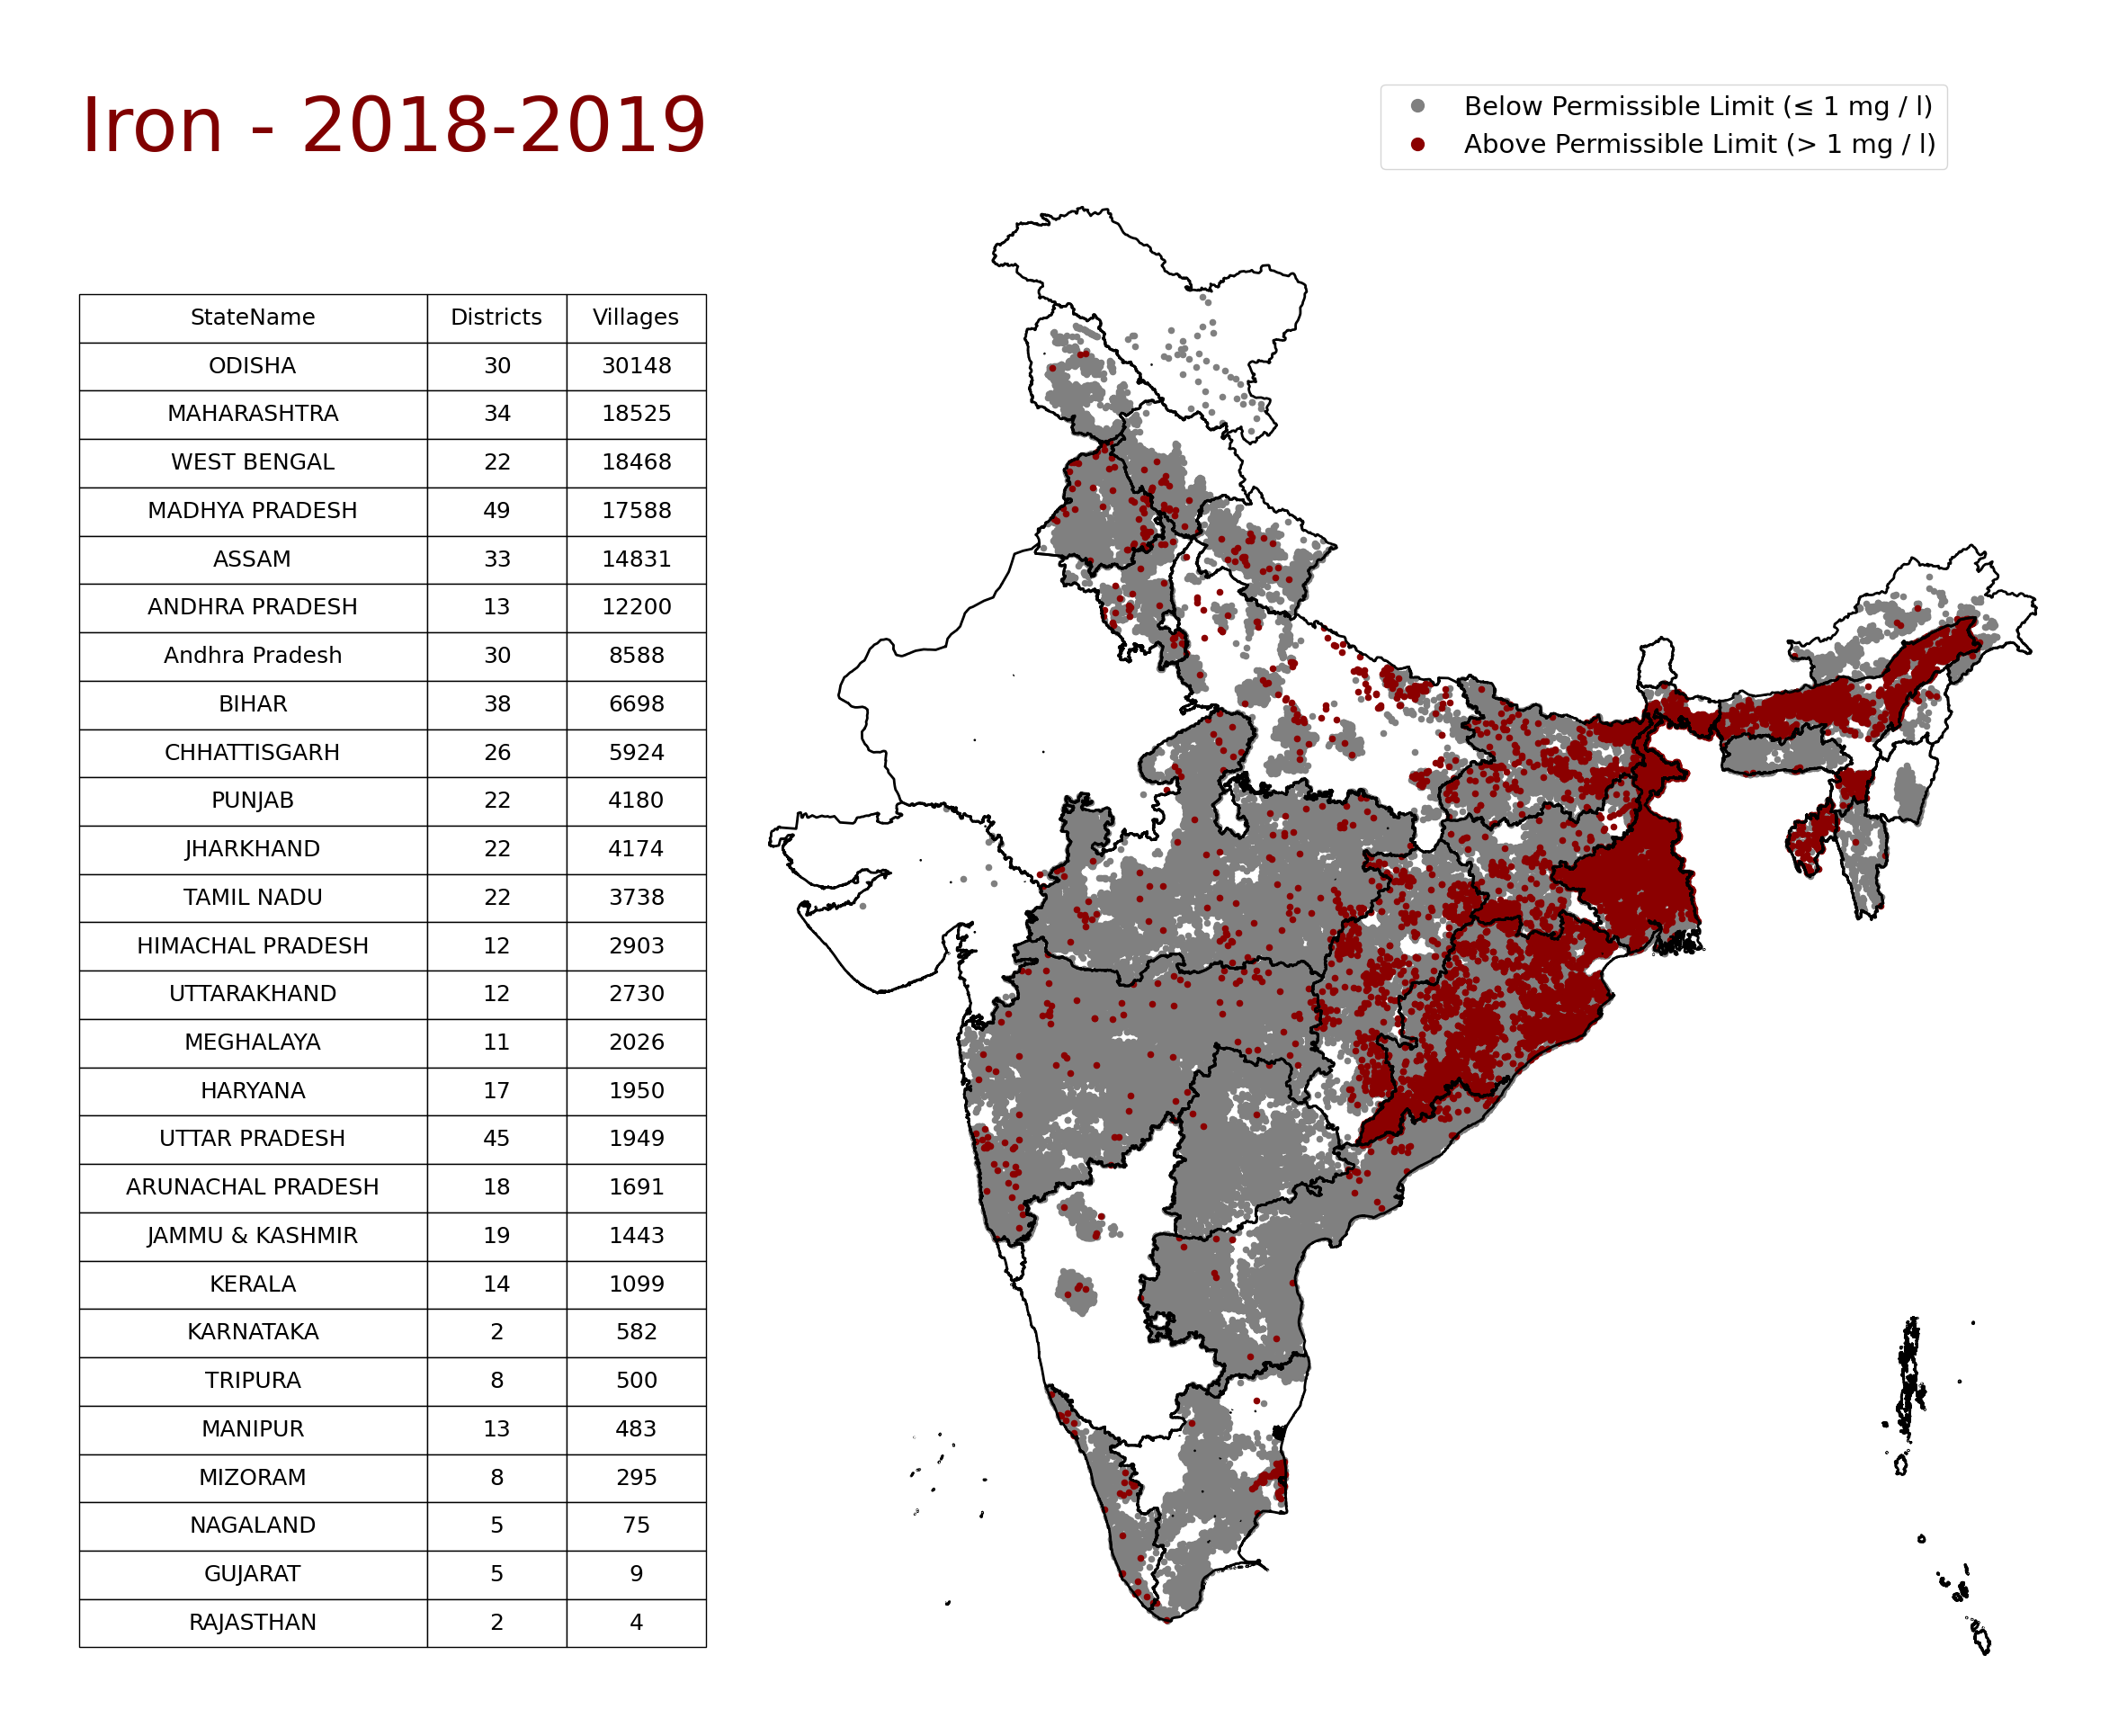 Iron - 2018-2019
Below Permissible Limit (≤ 1 mg / l)
Above Permissible Limit (> 1 mg / l)
StateName Districts Villages
ODISHA 30 30148
MAHARASHTRA 34 18525
WEST BENGAL 22 18468
MADHYA PRADESH 49 17588
ASSAM 33 14831
ANDHRA PRADESH 13 12200
Andhra Pradesh 30 8588
BIHAR 38 6698
CHHATTISGARH 26 5924
PUNJAB 22 4180
JHARKHAND 22 4174
TAMIL NADU 22 3738
HIMACHAL PRADESH 12 2903
UTTARAKHAND 12 2730
MEGHALAYA 11 2026
HARYANA 17 1950
UTTAR PRADESH 45 1949
ARUNACHAL PRADESH 18 1691
JAMMU & KASHMIR 19 1443
KERALA 14 1099
KARNATAKA 2 582
TRIPURA 8 500
MANIPUR 13 483
MIZORAM 8 295
NAGALAND 5 75
GUJARAT 5 9
RAJASTHAN 2 4